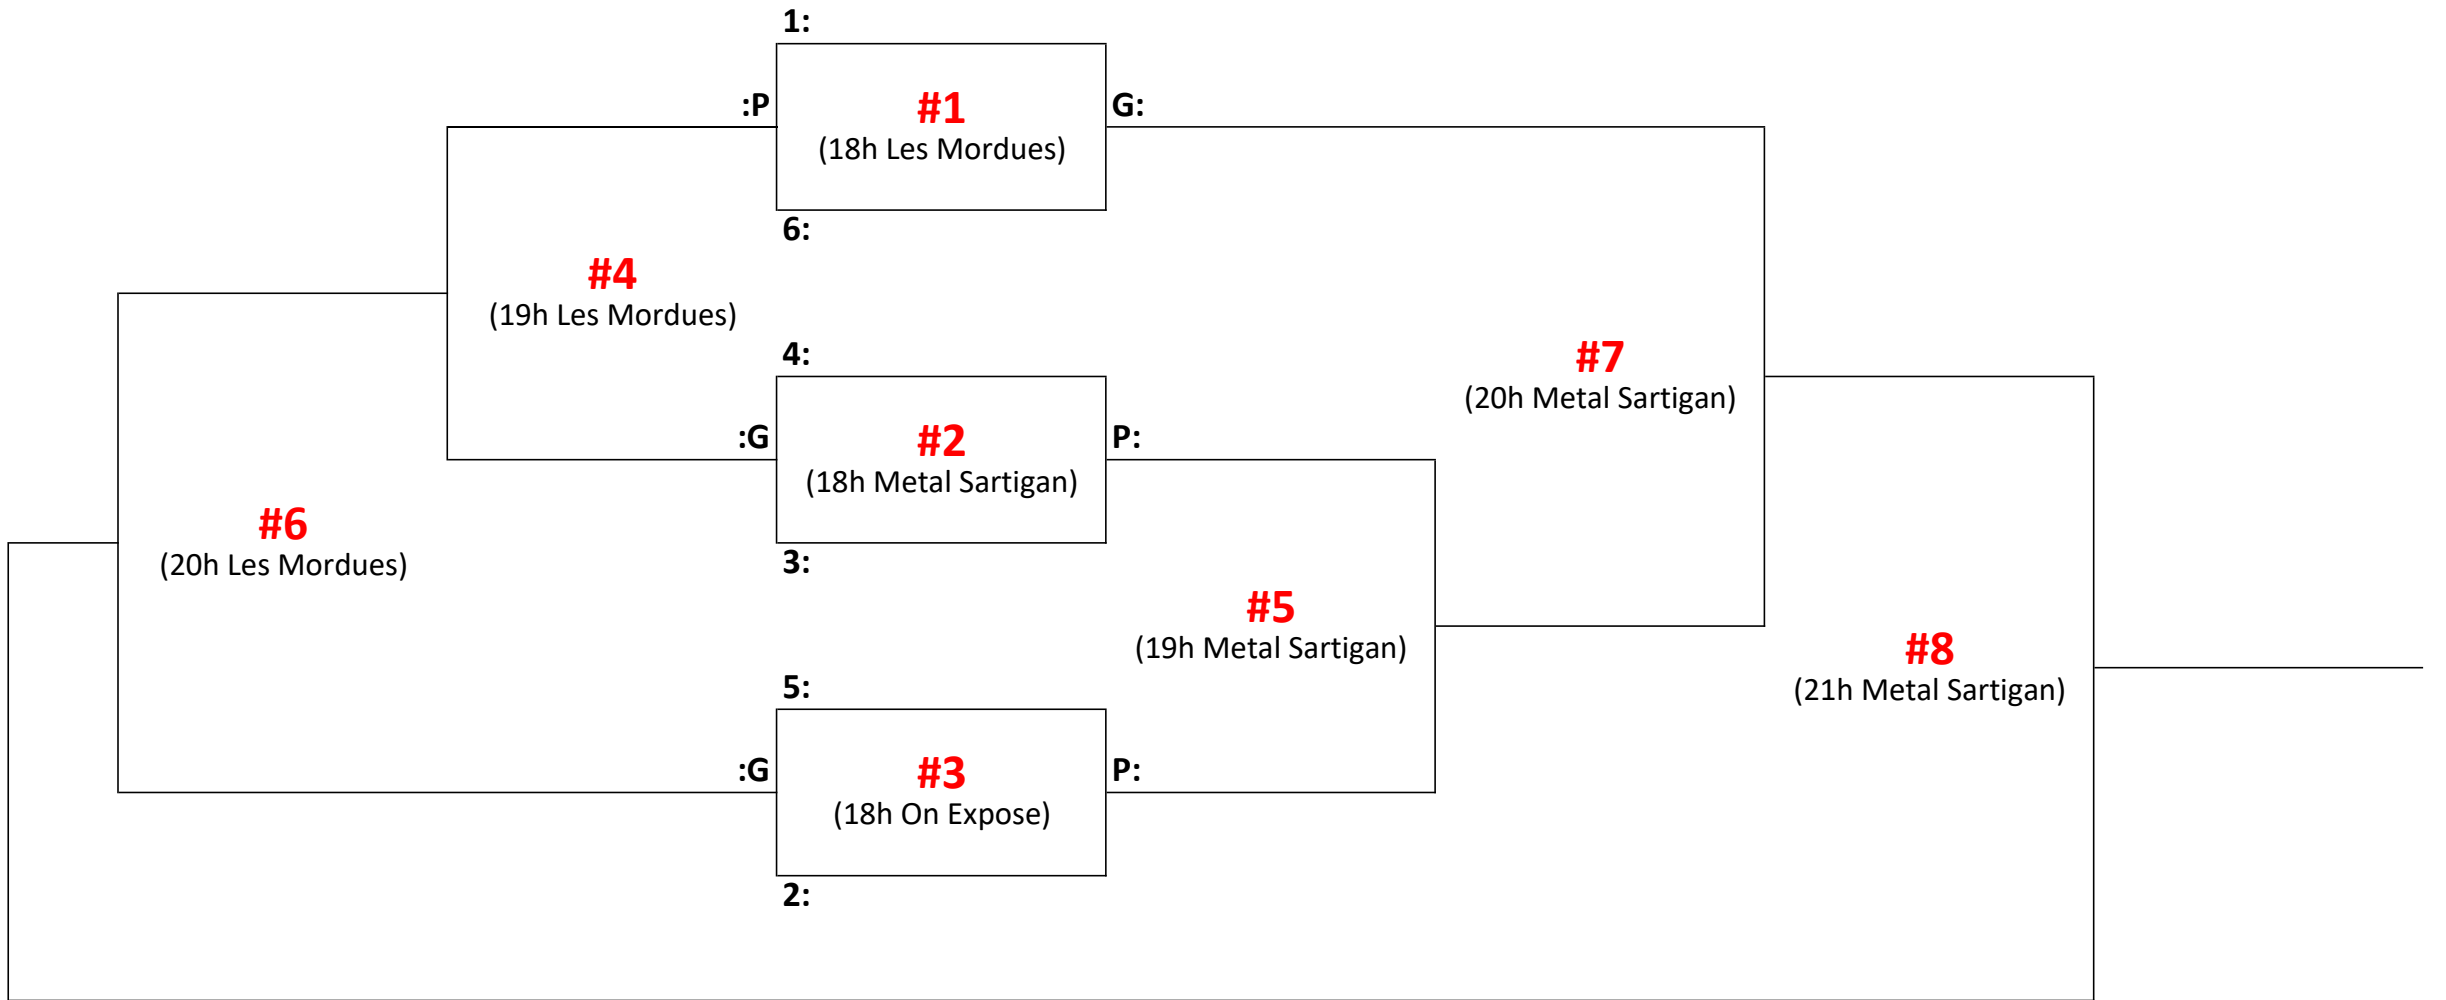 1:
:P
#1
G:
(18h Les Mordues)
6:
#4
(19h Les Mordues)
4:
#7
(20h Metal Sartigan)
:G
#2
P:
(18h Metal Sartigan)
#6
(20h Les Mordues)
3:
#5
(19h Metal Sartigan)
#8
(21h Metal Sartigan)
5:
:G
#3
P:
(18h On Expose)
2: